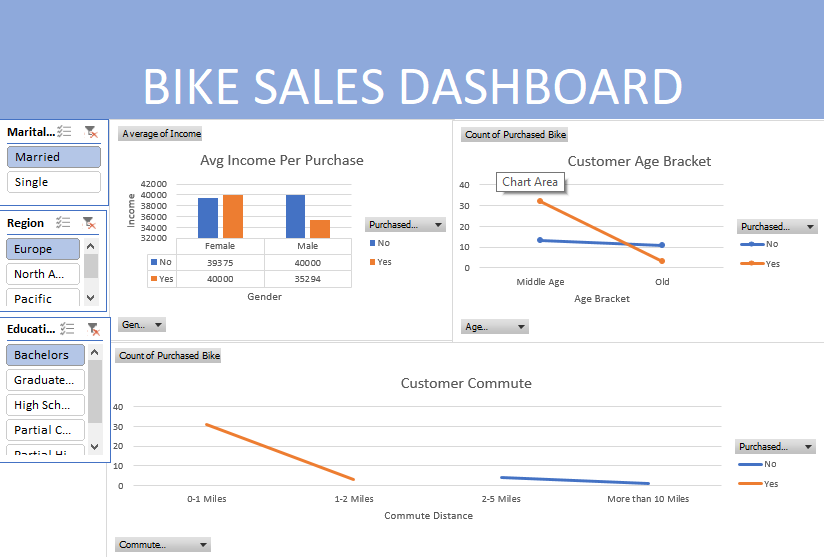 BIKE SALES DASHBOARD
Marital...
Married
Single
Region
Europe
North A...
Pacific
Educati...
Bachelors
Graduate...
High Sch...
Partial C...
Partial Hi
Average of Income
Avg Income Per Purchase
Income
42000
40000
38000
36000
34000
32000
Female Male
No 39375 40000
Yes 40000 35294
Gender
Purchased...
No
Yes
Gen...
Count of Purchased Bike
Customer Age Bracket
Chart Area
40
30
20
10
0
Middle Age Old
Age Bracket
Purchased...
No
Yes
Age...
Count of Purchased Bike
Customer Commute
40
30
20
10
0
0-1 Miles 1-2 Miles 2-5 Miles More than 10 Miles
Commute Distance
Purchased...
No
Yes
Commute...